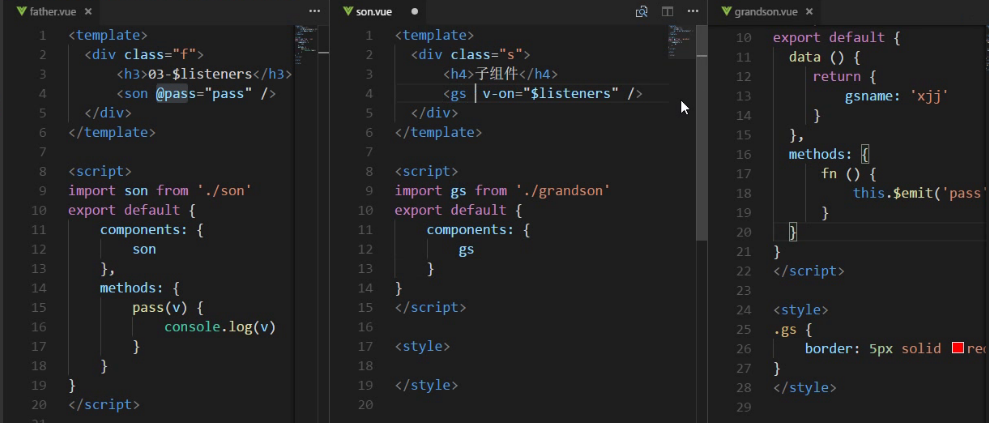 father.vue
1 <template>
2 <div class="f">
3 <h3>03-$listeners</h3>
4 <son @pass="pass" />
5 </div>
6 </template>
7
8 <script>
9 import son from './son'
10 export default {
11 components: {
12 son
13 },
14 methods: {
15 pass(v) {
16 console.log(v)
17 }
18 }
19 }
20 </script>
son.vue
1 <template>
2 <div class="s">
3 <h4>子组件</h4>
4 <gs v-on="$listeners" />
5 </div>
6 </template>
7
8 <script>
9 import gs from './grandson'
10 export default {
11 components: {
12 gs
13 }
14 }
15 </script>
16
17 <style>
18
19 </style>
20
grandson.vue
10 export default {
11 data () {
12 return {
13 gsname: 'xjj'
14 }
15 },
16 methods: {
17 fn () {
18 this.$emit('pass'
19 }
20 }
21 }
22 </script>
23
24 <style>
25 .gs {
26 border: 5px solid red
27 }
28 </style>
29